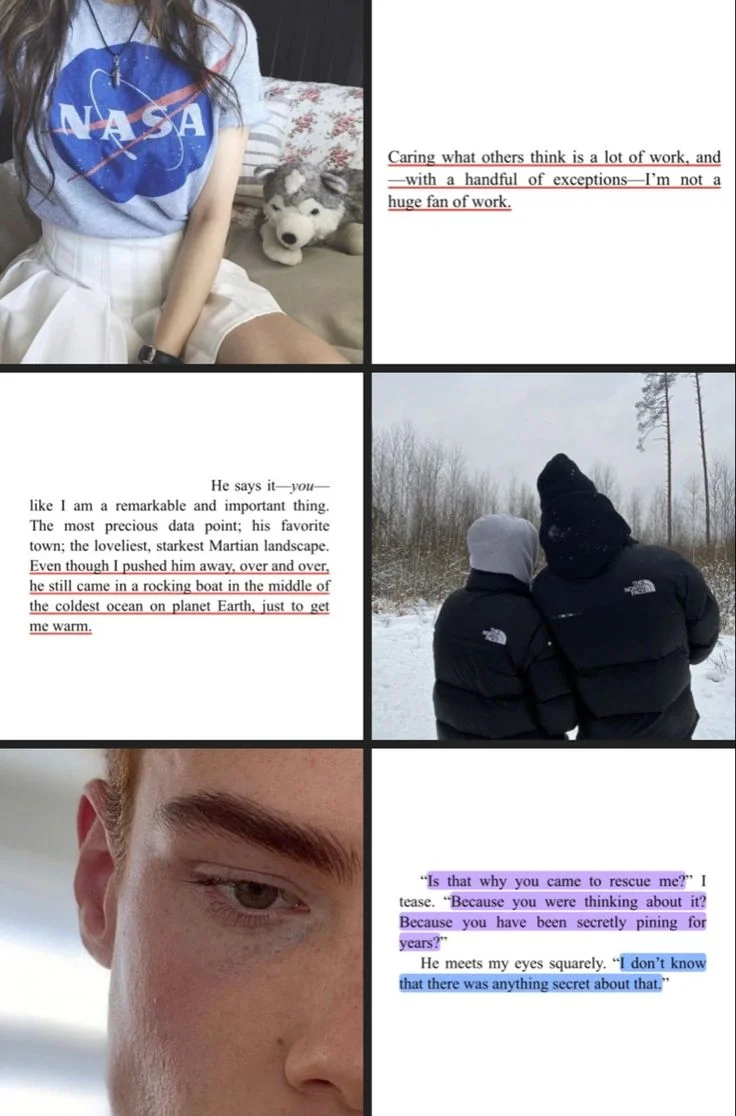 NASA
Caring what others think is a lot of work, and
—with a handful of exceptions—I'm not a
huge fan of work.
He says it—you—
like I am a remarkable and important thing.
The most precious data point; his favorite
town; the loveliest, starkest Martian landscape.
Even though I pushed him away, over and over,
he still came in a rocking boat in the middle of
the coldest ocean on planet Earth, just to get
me warm.
THE
NORTH
FACE
THE
NORTH
FACE
“Is that why you came to rescue me?” I
tease. “Because you were thinking about it?
Because you have been secretly pining for
years?”
He meets my eyes squarely. “I don’t know
that there was anything secret about that.”